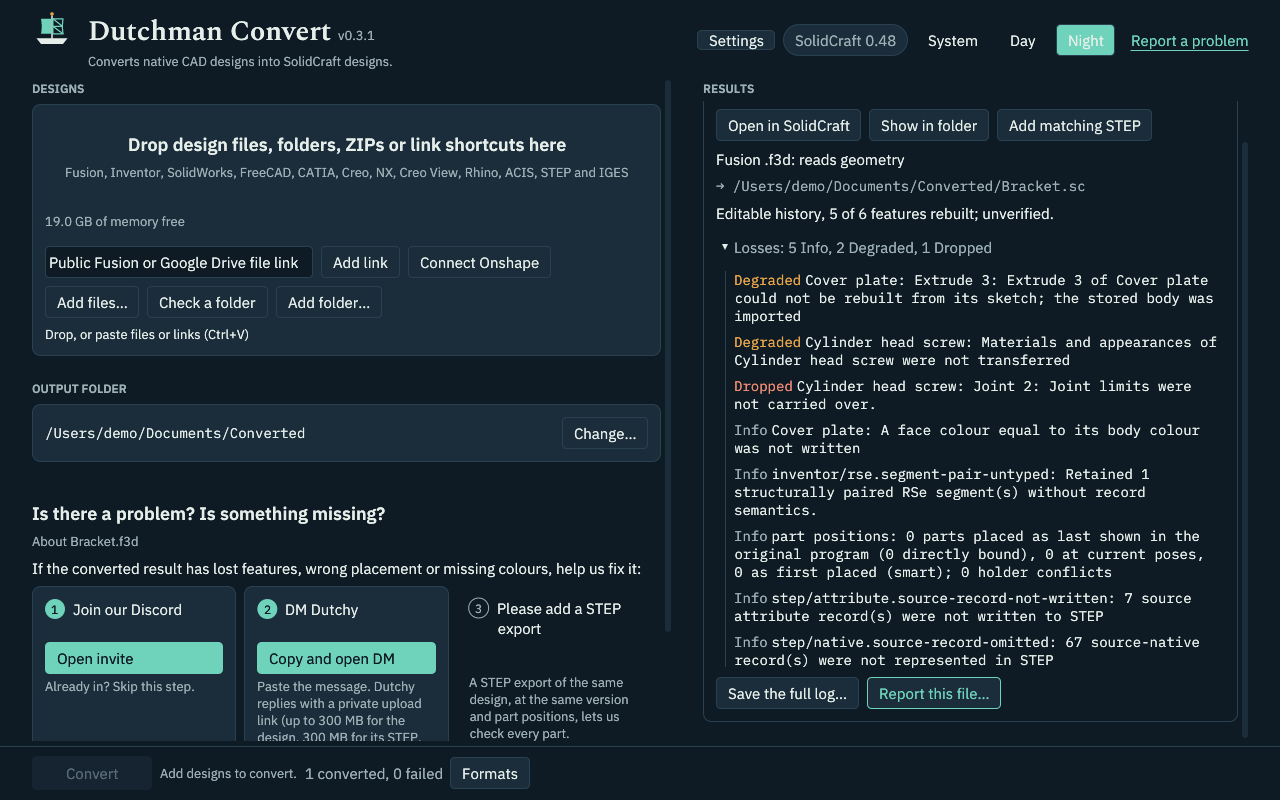 Dutchman Convert v0.3.1
Converts native CAD designs into SolidCraft designs.
Settings
SolidCraft 0.48
System
Day
Night
Report a problem
DESIGNS
Drop design files, folders, ZIPs or link shortcuts here
Fusion, Inventor, SolidWorks, FreeCAD, CATIA, Creo, NX, Creo View, Rhino, ACIS, STEP and IGES
19.0 GB of memory free
Public Fusion or Google Drive file link
Add link
Connect Onshape
Add files...
Check a folder
Add folder...
Drop, or paste files or links (Ctrl+V)
OUTPUT FOLDER
/Users/demo/Documents/Converted
Change...
Is there a problem? Is something missing?
About Bracket.f3d
If the converted result has lost features, wrong placement or missing colours, help us fix it:
1 Join our Discord
Open invite
Already in? Skip this step.
2 DM Dutchy
Copy and open DM
Paste the message. Dutchy
replies with a private upload
link (up to 300 MB for the
design, 300 MB for its STEP.
3 Please add a STEP
export
A STEP export of the same
design, at the same version
and part positions, lets us
check every part.
RESULTS
Open in SolidCraft
Show in folder
Add matching STEP
Fusion .f3d: reads geometry
→ /Users/demo/Documents/Converted/Bracket.sc
Editable history, 5 of 6 features rebuilt; unverified.
▼ Losses: 5 Info, 2 Degraded, 1 Dropped
Degraded Cover plate: Extrude 3: Extrude 3 of Cover plate
could not be rebuilt from its sketch; the stored body was
imported
Degraded Cylinder head screw: Materials and appearances of
Cylinder head screw were not transferred
Dropped Cylinder head screw: Joint 2: Joint limits were
not carried over.
Info Cover plate: A face colour equal to its body colour
was not written
Info inventor/rse.segment-pair-untyped: Retained 1
structurally paired RSe segment(s) without record
semantics.
Info part positions: 0 parts placed as last shown in the
original program (0 directly bound), 0 at current poses,
0 as first placed (smart); 0 holder conflicts
Info step/attribute.source-record-not-written: 7 source
attribute record(s) were not written to STEP
Info step/native.source-record-omitted: 67 source-native
record(s) were not represented in STEP
Save the full log...
Report this file...
Convert
Add designs to convert.
1 converted, 0 failed
Formats